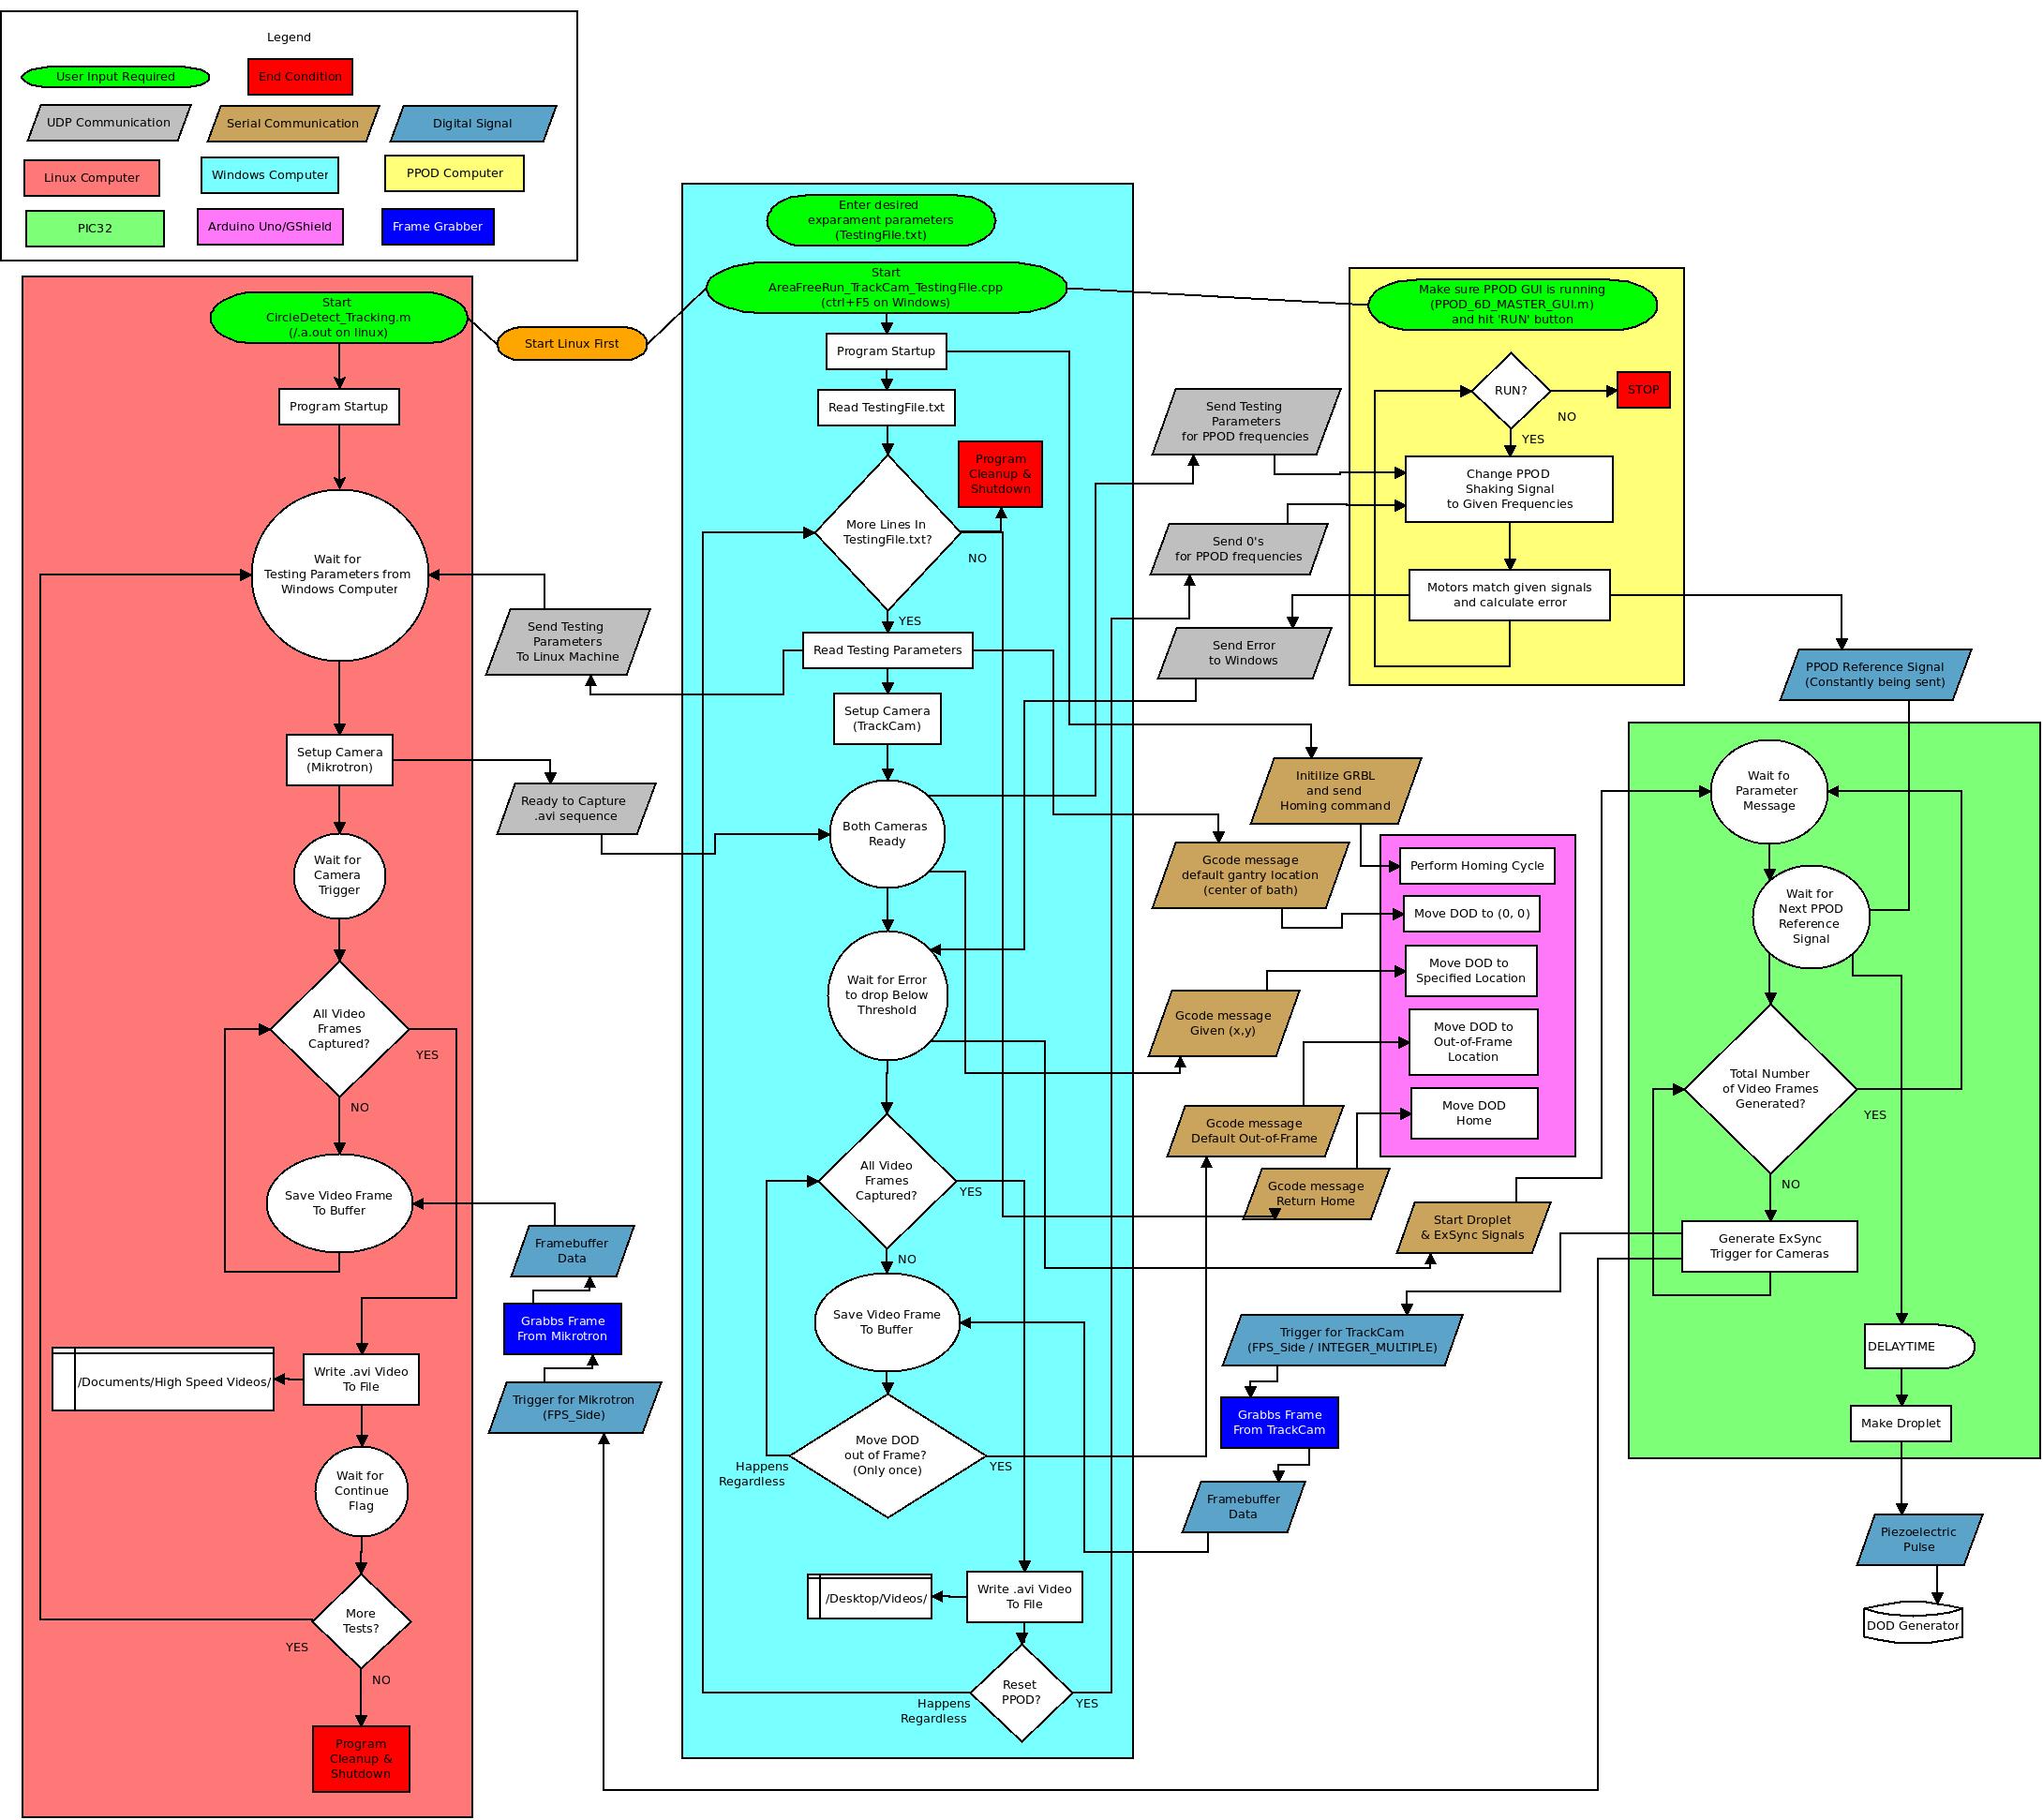 Legend
User Input Required
End Condition
UDP Communication
Serial Communication
Digital Signal
Linux Computer
Windows Computer
PPOD Computer
PIC32
Arduino Uno/GShield
Frame Grabber
Start
CircleDetect_Tracking.m
(/.a.out on linux)
Program Startup
Wait for
Testing Parameters from
Windows Computer
Setup Camera
(Mikrotron)
Wait for
Camera
Trigger
All Video
Frames
Captured?
YES
NO
Save Video Frame
To Buffer
Write .avi Video
To File
/Documents/High Speed Videos/
Wait for
Continue
Flag
More
Tests?
YES
NO
Program
Cleanup &
Shutdown
Start Linux First
Send Testing
Parameters
To Linux Machine
Ready to Capture
.avi sequence
Framebuffer
Data
Grabbs Frame
From Mikrotron
Trigger for Mikrotron
(FPS_Side)
Enter desired
exparament parameters
(TestingFile.txt)
Start
AreaFreeRun_TrackCam_TestingFile.cpp
(ctrl+F5 on Windows)
Program Startup
Read TestingFile.txt
Program
Cleanup &
Shutdown
More Lines In
TestingFile.txt?
NO
YES
Read Testing Parameters
Setup Camera
(TrackCam)
Both Cameras
Ready
Wait for Error
to drop Below
Threshold
All Video
Frames
Captured?
YES
NO
Save Video Frame
To Buffer
Move DOD
out of Frame?
(Only once)
Happens
Regardless
YES
Write .avi Video
To File
/Desktop/Videos/
Reset
PPOD?
Happens
Regardless
YES
Send Testing
Parameters
for PPOD frequencies
Send 0's
for PPOD frequencies
Send Error
to Windows
Make sure PPOD GUI is running
(PPOD_6D_MASTER_GUI.m)
and hit 'RUN' button
RUN?
STOP
NO
YES
Change PPOD
Shaking Signal
to Given Frequencies
Motors match given signals
and calculate error
PPOD Reference Signal
(Constantly being sent)
Initilize GRBL
and send
Homing command
Gcode message
default gantry location
(center of bath)
Gcode message
Given (x,y)
Gcode message
Default Out-of-Frame
Gcode message
Return Home
Start Droplet
& ExSync Signals
Perform Homing Cycle
Move DOD to (0, 0)
Move DOD to
Specified Location
Move DOD to
Out-of-Frame
Location
Move DOD
Home
Trigger for TrackCam
(FPS_Side / INTEGER_MULTIPLE)
Grabbs Frame
From TrackCam
Framebuffer
Data
Wait fo
Parameter
Message
Wait for
Next PPOD
Reference
Signal
Total Number
of Video Frames
Generated?
YES
NO
Generate ExSync
Trigger for Cameras
DELAYTIME
Make Droplet
Piezoelectric
Pulse
DOD Generator